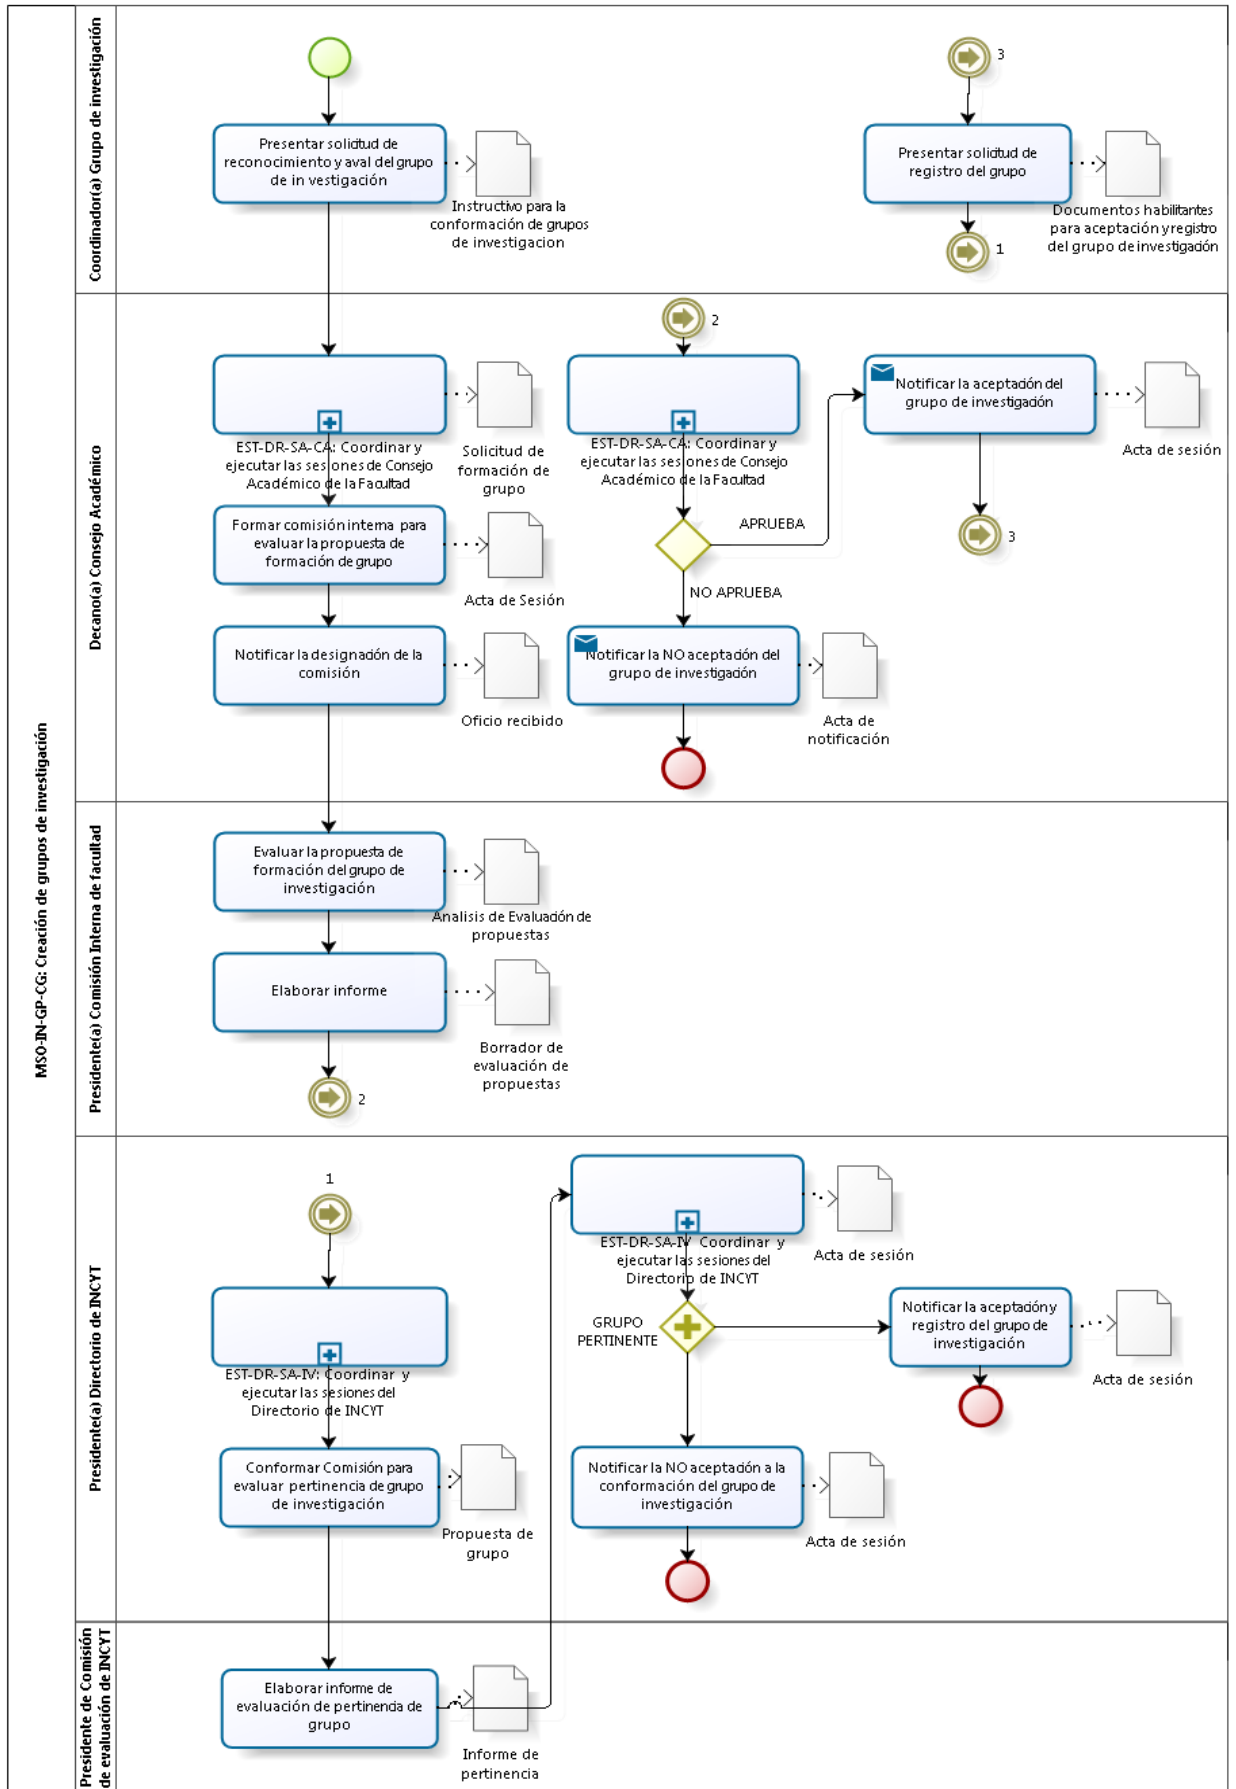 MSO-IN-GP-CG: Creación de grupos de investigación
Coordinador(a) Grupo de investigación
Presentar solicitud de
reconocimiento y aval del grupo
de in vestigación
Instructivo para la
conformación de grupos
de investigacion
3
Presentar solicitud de
registro del grupo
Documentos habilitantes
para aceptación y registro
del grupo de investigación
1
Decano(a) Consejo Académico
EST-DR-SA-CA: Coordinar y
ejecutar las sesiones de Consejo
Académico de la Facultad
Solicitud de
formación de
grupo
Formar comisión interna para
evaluar la propuesta de
formación de grupo
Acta de Sesión
Notificar la designación de la
comisión
Oficio recibido
2
EST-DR-SA-CA: Coordinar y
ejecutar las sesiones de Consejo
Académico de la Facultad
APRUEBA
NO APRUEBA
Notificar la aceptación del
grupo de investigación
Acta de sesión
3
Notificar la NO aceptación del
grupo de investigación
Acta de
notificación
Presidente(a) Comisión Interna de facultad
Evaluar la propuesta de
formación del grupo de
investigación
Analisis de Evaluación de
propuestas
Elaborar informe
Borrador de
evaluación de
propuestas
2
Presidente(a) Directorio de INCYT
1
EST-DR-SA-IV: Coordinar y
ejecutar las sesiones del
Directorio de INCYT
Conformar Comisión para
evaluar pertinencia de grupo
de investigación
Propuesta de
grupo
EST-DR-SA-IV Coordinar y
ejecutar las sesiones del
Directorio de INCYT
Acta de sesión
GRUPO
PERTINENTE
Notificar la aceptación y
registro del grupo de
investigación
Acta de sesión
Notificar la NO aceptación a la
conformación del grupo de
investigación
Acta de sesión
Presidente de Comisión
de evaluación de INCYT
Elaborar informe de
evaluación de pertinencia de
grupo
Informe de
pertinencia